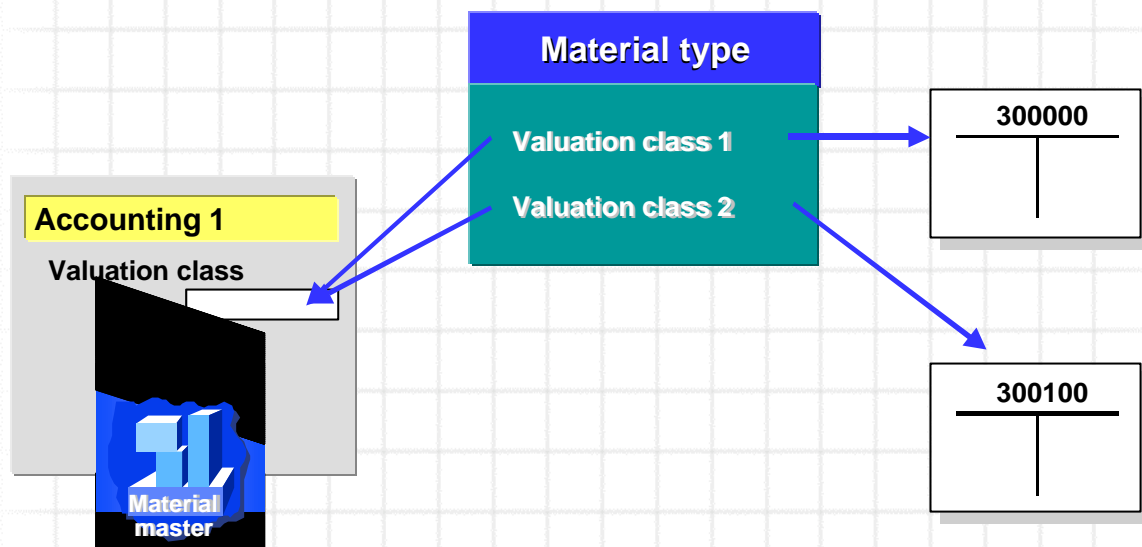 Material type
Valuation class 1
Valuation class 2
300000
Accounting 1
Valuation class
300100
Material
master